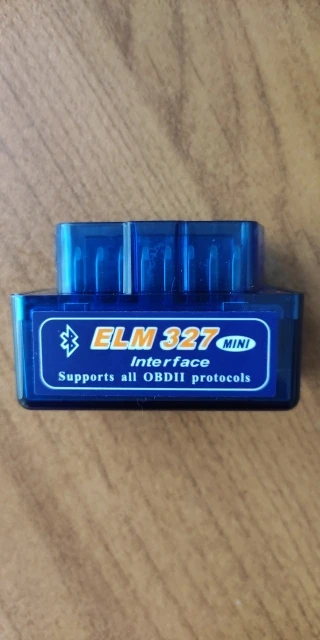 ELM 327 MINI
Interface
Supports all OBDII protocols